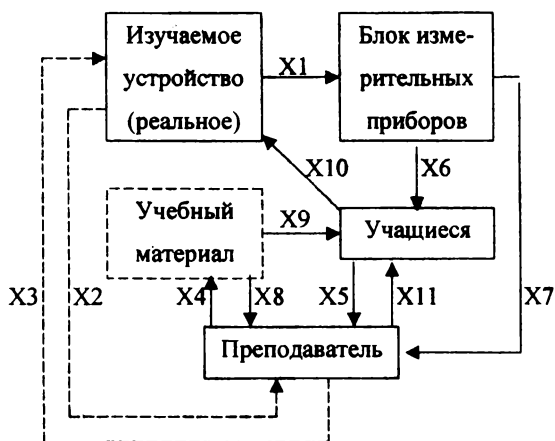 Изучаемое
устройство
(реальное)
X1
Блок изме-
рительных
приборов
X10
X6
Учебный
материал
X9
Учащиеся
X3
X2
X4
X8
X5
X11
X7
Преподаватель